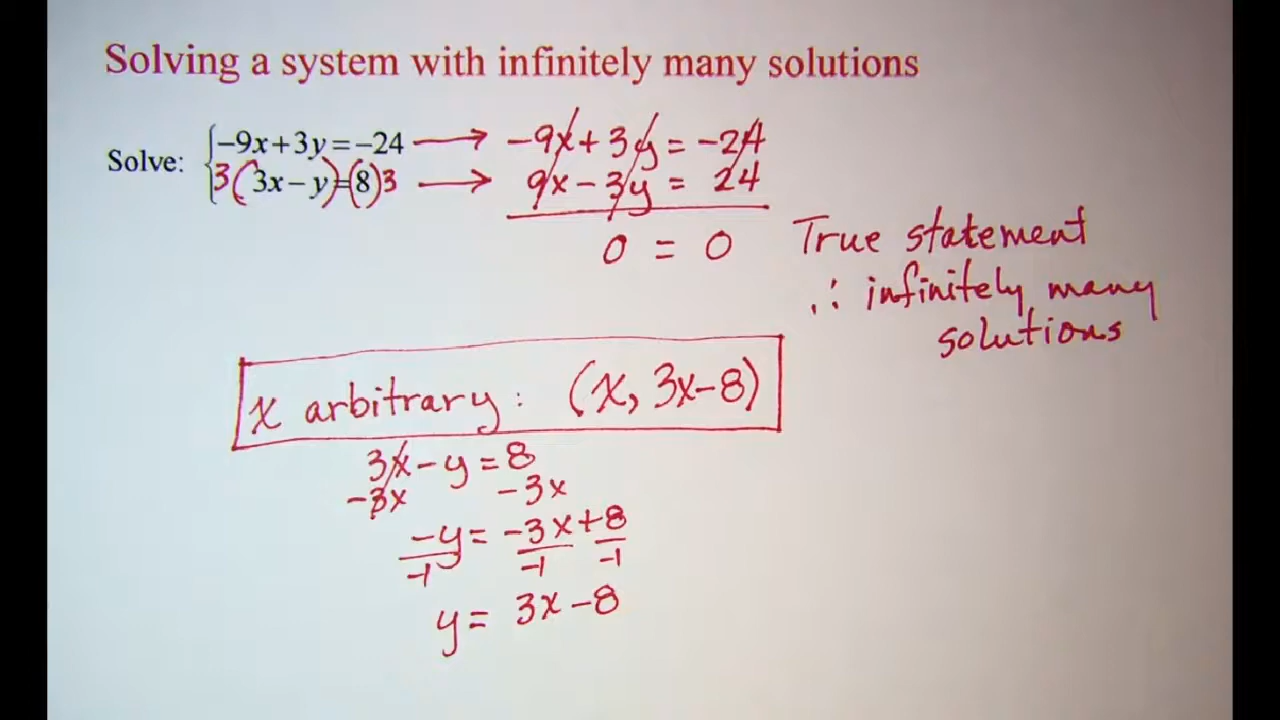 Solving a system with infinitely many solutions
Solve: {-9x+3y=-24 → -9x+3y=-24
3(3x-y)=(8)3 → 9x-3y=24
0 = 0
True statement
∴ infinitely many
solutions
x arbitrary: (x, 3x-8)
3x-y=8
-3x -3x
-y=-3x+8
-1 -1 -1
y= 3x-8